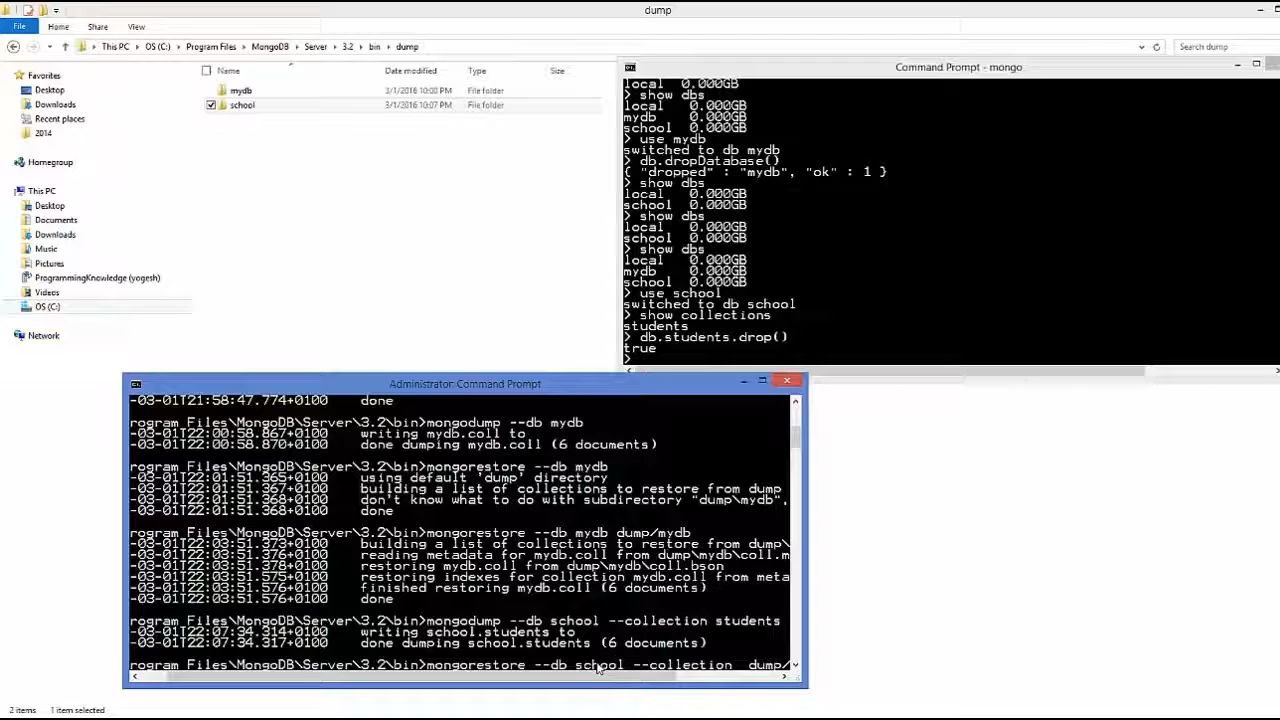 dump
File Home Share View
This PC OS (C:) Program Files MongoDB Server 3.2 bin dump
Search dump
Favorites
Desktop
Downloads
Recent places
2014
Homegroup
This PC
Desktop
Documents
Downloads
Music
Pictures
ProgrammingKnowledge (yogesh)
Videos
OS (C:)
Network
Name Date modified Type Size
mydb 3/1/2016 10:00 PM File folder
school 3/1/2016 10:07 PM File folder
Command Prompt - mongo
local 0.000GB
> show dbs
local 0.000GB
mydb 0.000GB
school 0.000GB
> use mydb
switched to db mydb
> db.dropDatabase()
{ "dropped" : "mydb", "ok" : 1 }
> show dbs
local 0.000GB
school 0.000GB
> show dbs
local 0.000GB
school 0.000GB
> show dbs
local 0.000GB
mydb 0.000GB
school 0.000GB
> use school
switched to db school
> show collections
students
> db.students.drop()
true
>
Administrator: Command Prompt
-03-01T21:58:47.774+0100 done
rogram Files\MongoDB\Server\3.2\bin>mongodump --db mydb
-03-01T22:00:58.867+0100 writing mydb.coll to
-03-01T22:00:58.870+0100 done dumping mydb.coll (6 documents)
rogram Files\MongoDB\Server\3.2\bin>mongorestore --db mydb
-03-01T22:01:51.365+0100 using default 'dump' directory
-03-01T22:01:51.367+0100 building a list of collections to restore from dump
-03-01T22:01:51.368+0100 don't know what to do with subdirectory "dump\mydb",
-03-01T22:01:51.368+0100 done
rogram Files\MongoDB\Server\3.2\bin>mongorestore --db mydb dump/mydb
-03-01T22:03:51.373+0100 building a list of collections to restore from dump\
-03-01T22:03:51.376+0100 reading metadata for mydb.coll from dump\mydb\coll.m
-03-01T22:03:51.378+0100 restoring mydb.coll from dump\mydb\coll.bson
-03-01T22:03:51.575+0100 restoring indexes for collection mydb.coll from meta
-03-01T22:03:51.576+0100 finished restoring mydb.coll (6 documents)
-03-01T22:03:51.576+0100 done
rogram Files\MongoDB\Server\3.2\bin>mongodump --db school --collection students
-03-01T22:07:34.314+0100 writing school.students to
-03-01T22:07:34.317+0100 done dumping school.students (6 documents)
rogram Files\MongoDB\Server\3.2\bin>mongorestore --db school --collection dump/
2 items 1 item selected